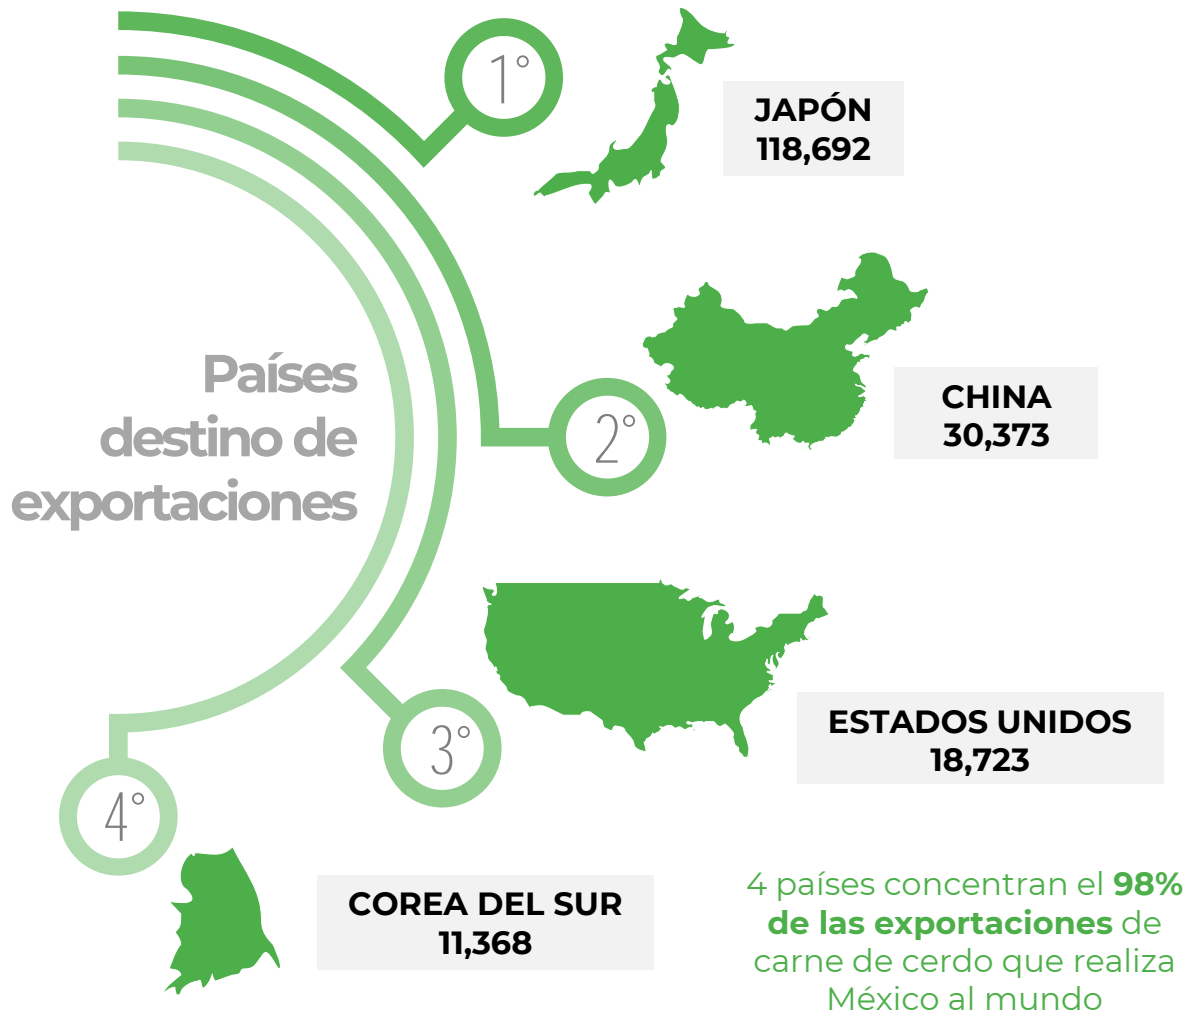 1°
JAPÓN
118,692
Países
destino de
exportaciones
CHINA
30,373
2°
ESTADOS UNIDOS
18,723
3°
4°
COREA DEL SUR
11,368
4 países concentran el 98%
de las exportaciones de
carne de cerdo que realiza
México al mundo